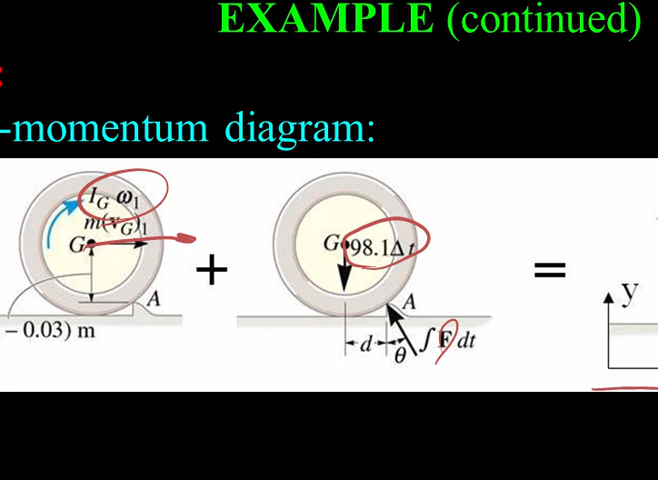 EXAMPLE (continued)
:
-momentum diagram:
I_G ω₁
m(v_G)₁
G
A
– 0.03) m
+
G 98.1Δt
A
d
θ
∫F dt
=
y